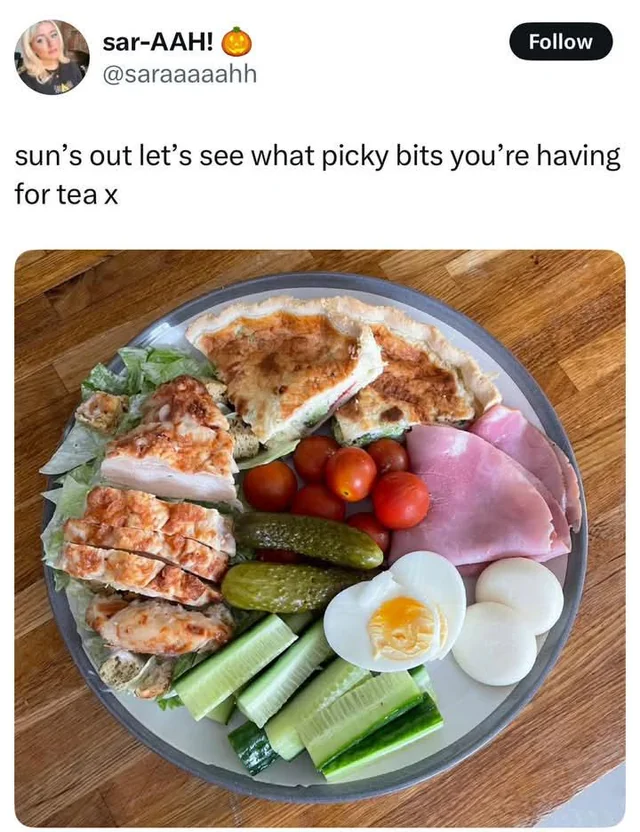 sar-AAH! 🎃
Follow
@saraaaaahh
sun’s out let’s see what picky bits you’re having
for tea x